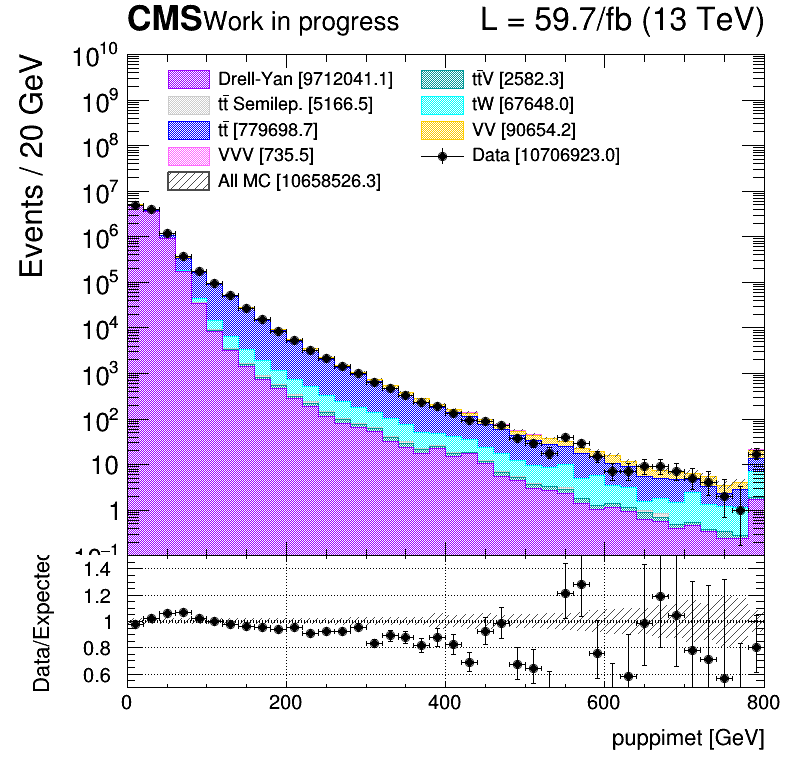 CMS Work in progress L = 59.7/fb (13 TeV)
Events / 20 GeV
10^10
10^9
10^8
10^7
10^6
10^5
10^4
10^3
10^2
10
1
10^-1
Drell-Yan [9712041.1]
tt̄ Semilep. [5166.5]
tt̄ [779698.7]
VVV [735.5]
All MC [10658526.3]
tt̄V [2582.3]
tW [67648.0]
VV [90654.2]
Data [10706923.0]
Data/Expected
1.4
1.2
1
0.8
0.6
0 200 400 600 800
puppimet [GeV]